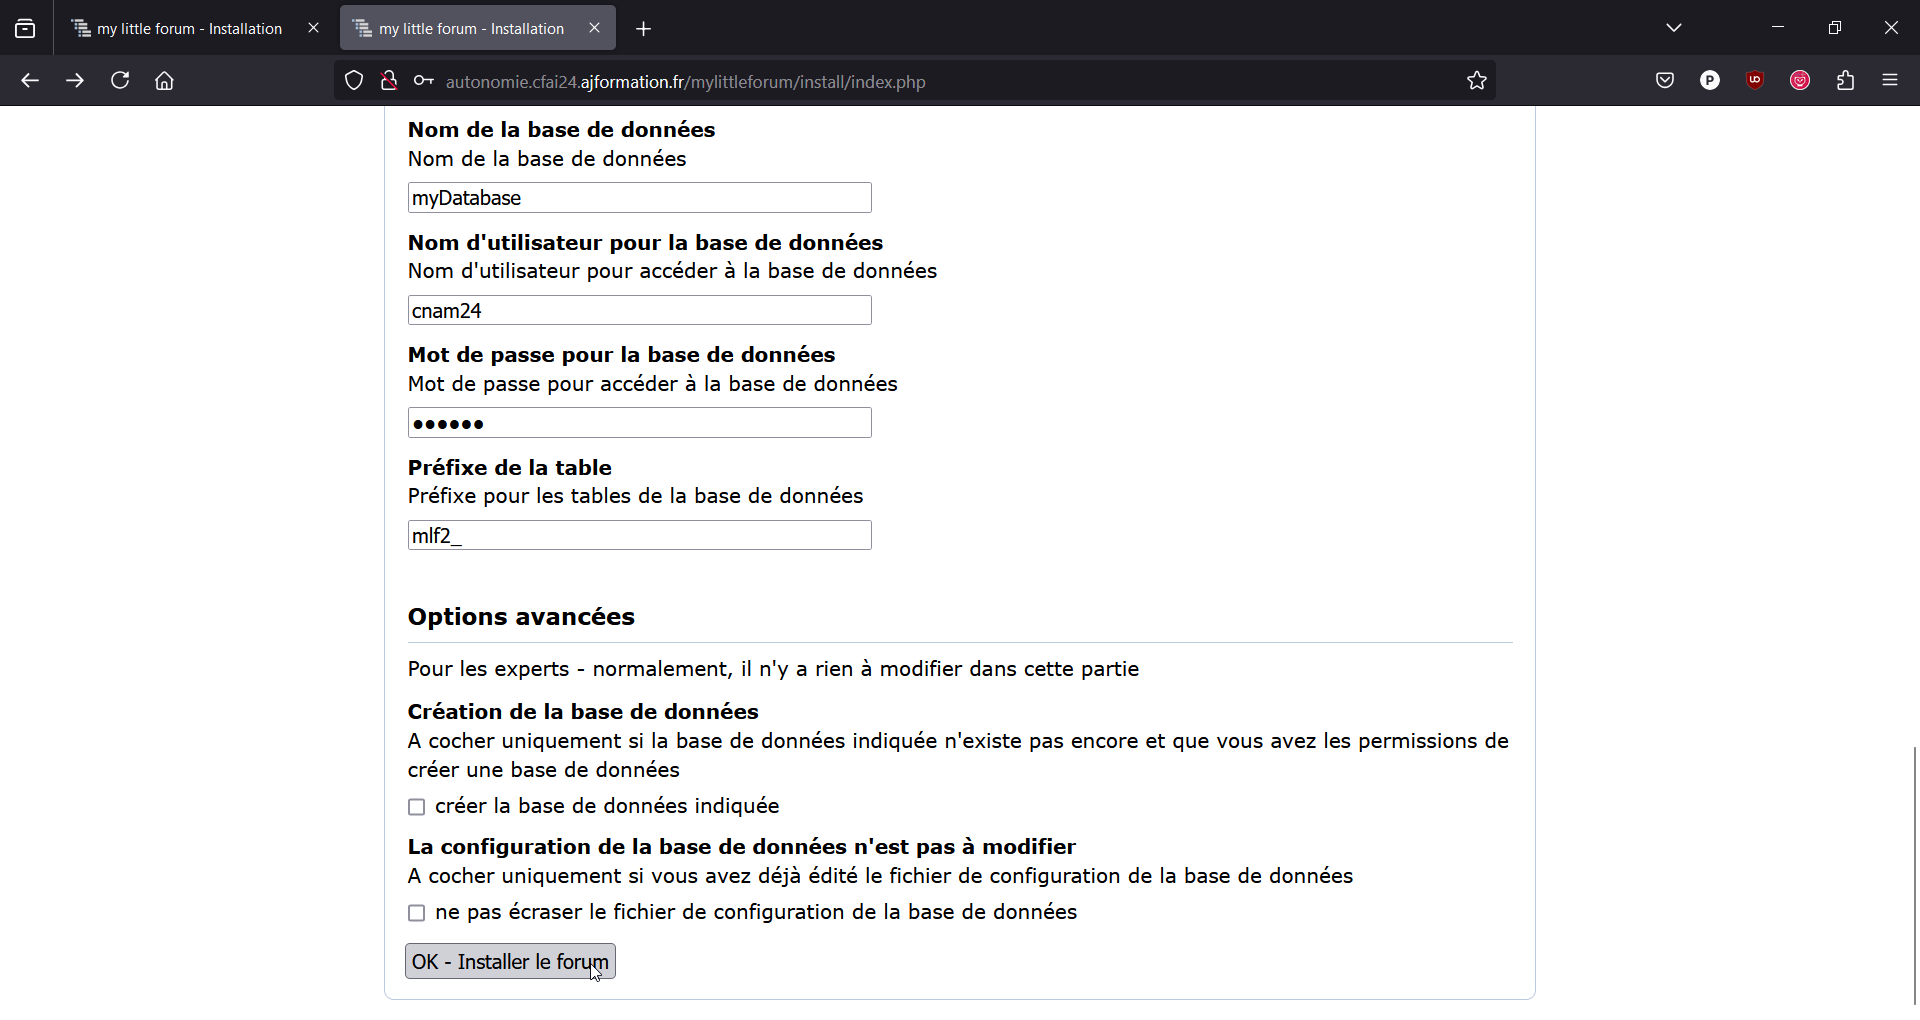 my little forum - Installation
my little forum - Installation
autonomie.cfai24.ajformation.fr/mylittleforum/install/index.php
Nom de la base de données
Nom de la base de données
myDatabase
Nom d'utilisateur pour la base de données
Nom d'utilisateur pour accéder à la base de données
cnam24
Mot de passe pour la base de données
Mot de passe pour accéder à la base de données
••••••
Préfixe de la table
Préfixe pour les tables de la base de données
mlf2_
Options avancées
Pour les experts - normalement, il n'y a rien à modifier dans cette partie
Création de la base de données
A cocher uniquement si la base de données indiquée n'existe pas encore et que vous avez les permissions de
créer une base de données
créer la base de données indiquée
La configuration de la base de données n'est pas à modifier
A cocher uniquement si vous avez déjà édité le fichier de configuration de la base de données
ne pas écraser le fichier de configuration de la base de données
OK - Installer le forum